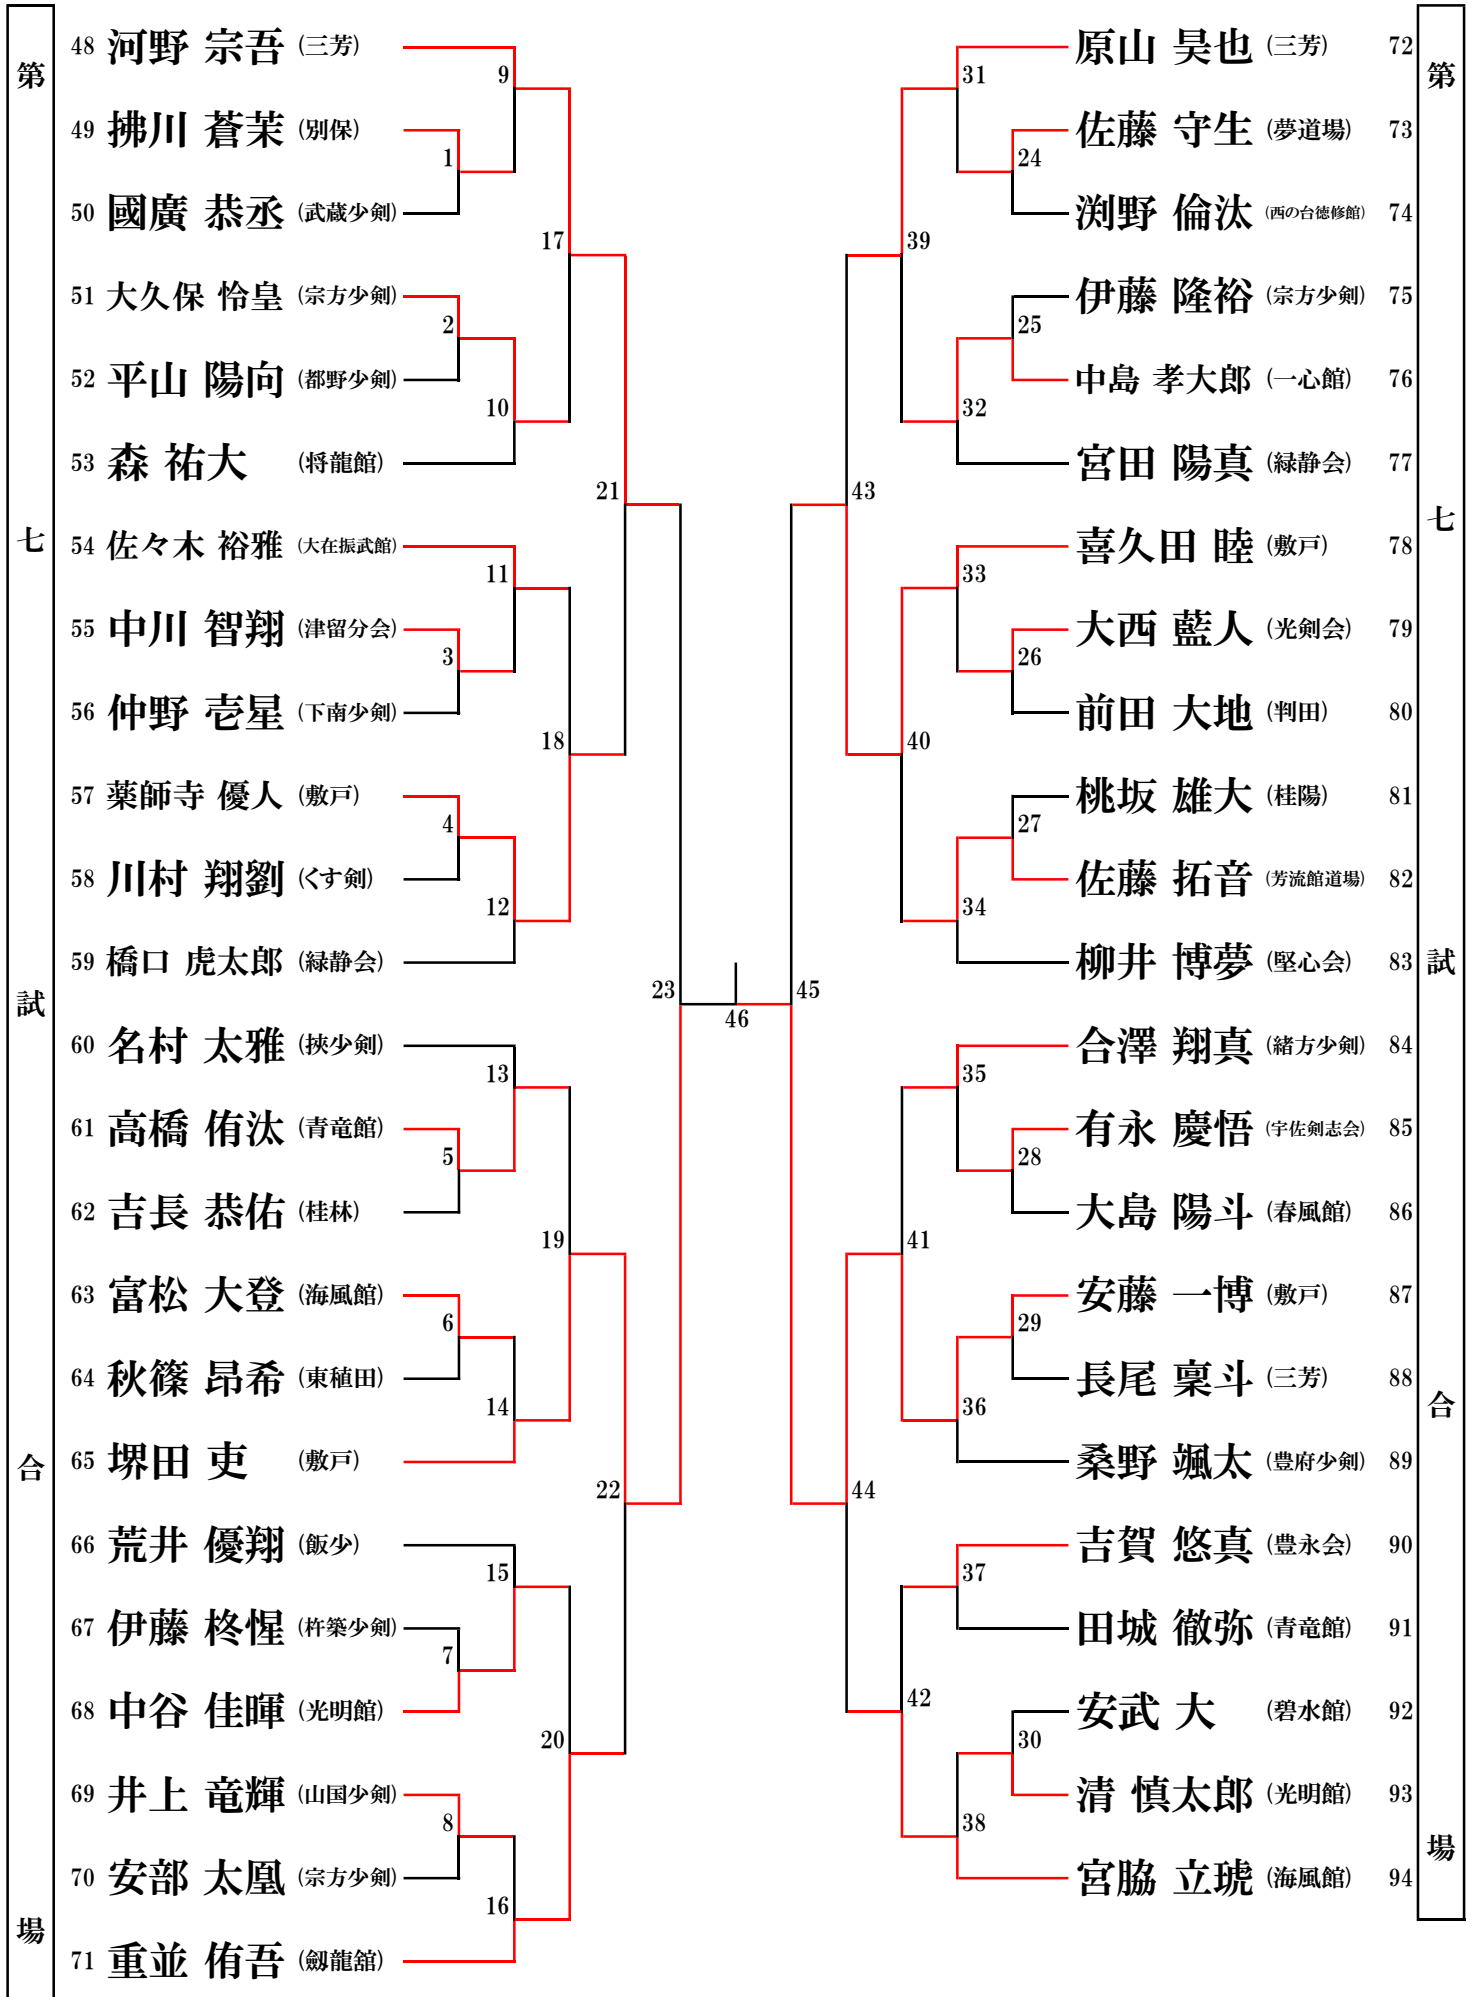 第七試合場
48 河野 宗吾 (三芳)
49 拂川 蒼茉 (別保)
50 國廣 恭丞 (武蔵少剣)
51 大久保 怜皇 (宗方少剣)
52 平山 陽向 (都野少剣)
53 森 祐大 (将龍館)
54 佐々木 裕雅 (大在振武館)
55 中川 智翔 (津留分会)
56 仲野 壱星 (下南少剣)
57 薬師寺 優人 (敷戸)
58 川村 翔劉 (くす剣)
59 橋口 虎太郎 (緑静会)
60 名村 太雅 (挾少剣)
61 高橋 侑汰 (青竜館)
62 吉長 恭佑 (桂林)
63 富松 大登 (海風館)
64 秋篠 昂希 (東稙田)
65 堺田 吏 (敷戸)
66 荒井 優翔 (飯少)
67 伊藤 柊惺 (杵築少剣)
68 中谷 佳暉 (光明館)
69 井上 竜輝 (山国少剣)
70 安部 太凰 (宗方少剣)
71 重並 侑吾 (劔龍舘)
1
2
3
4
5
6
7
8
9
10
11
12
13
14
15
16
17
18
19
20
21
22
23
46
45
43
44
39
40
41
42
31
32
33
34
35
36
37
38
24
25
26
27
28
29
30
原山 昊也 (三芳) 72
佐藤 守生 (夢道場) 73
渕野 倫汰 (西の台徳修館) 74
伊藤 隆裕 (宗方少剣) 75
中島 孝大郎 (一心館) 76
宮田 陽真 (緑静会) 77
喜久田 睦 (敷戸) 78
大西 藍人 (光剣会) 79
前田 大地 (判田) 80
桃坂 雄大 (桂陽) 81
佐藤 拓音 (芳流館道場) 82
柳井 博夢 (堅心会) 83
合澤 翔真 (緒方少剣) 84
有永 慶悟 (宇佐剣志会) 85
大島 陽斗 (春風館) 86
安藤 一博 (敷戸) 87
長尾 稟斗 (三芳) 88
桑野 颯太 (豊府少剣) 89
吉賀 悠真 (豊永会) 90
田城 徹弥 (青竜館) 91
安武 大 (碧水館) 92
清 慎太郎 (光明館) 93
宮脇 立琥 (海風館) 94
第七試合場